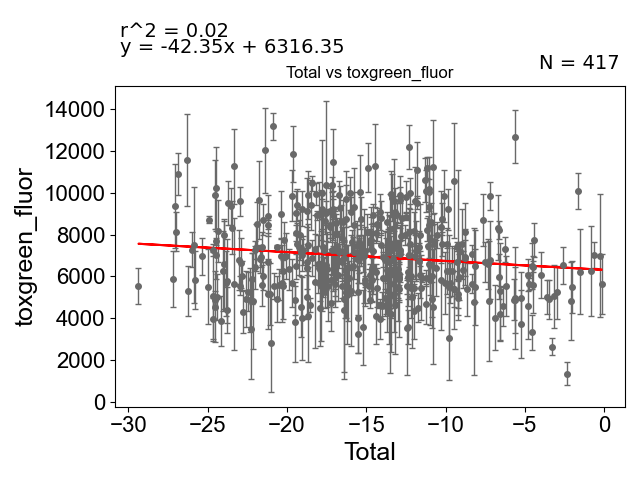 r^2 = 0.02
y = -42.35x + 6316.35
N = 417
Total vs toxgreen_fluor
toxgreen_fluor
14000
12000
10000
8000
6000
4000
2000
0
−30
−25
−20
−15
−10
−5
0
Total